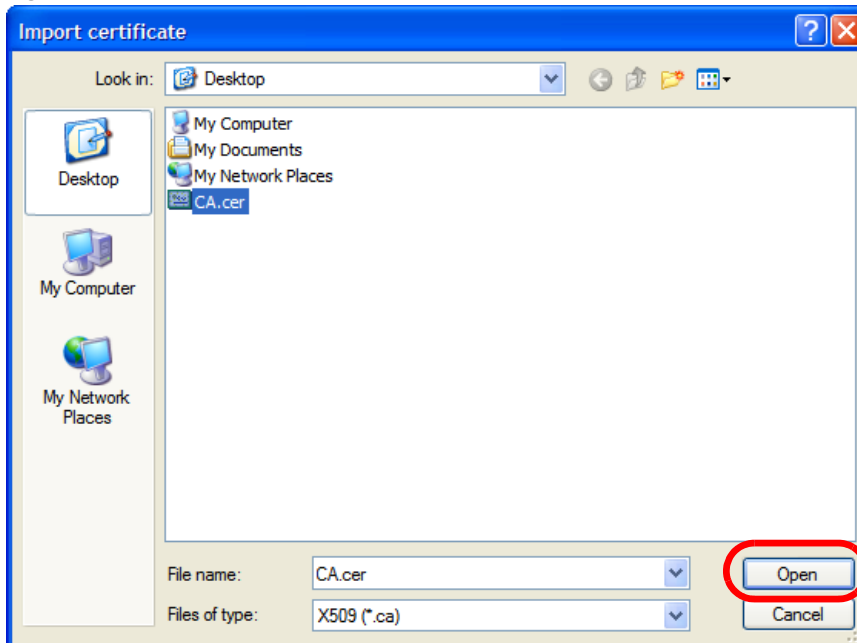 Import certificate
Look in: Desktop
My Computer
My Documents
My Network Places
CA.cer
Desktop
My Computer
My Network
Places
File name: CA.cer
Open
Files of type: X509 (*.ca)
Cancel